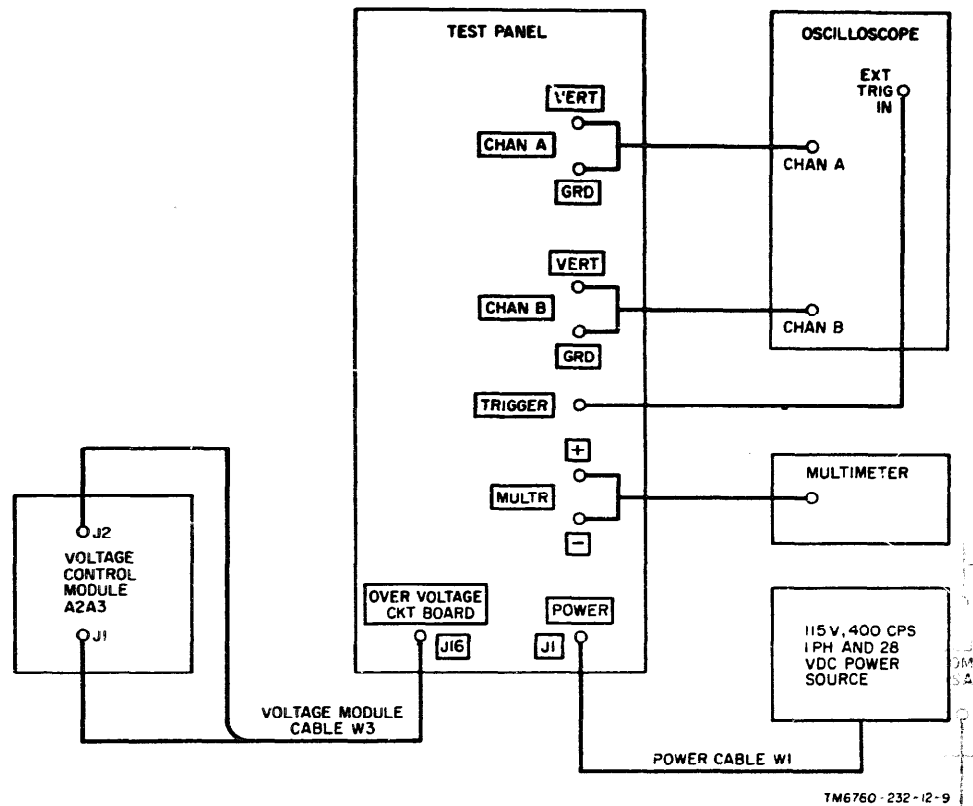 TEST PANEL
VERT
CHAN A
GRD
VERT
CHAN B
GRD
TRIGGER
+
MULTR
-
OVER VOLTAGE
CKT BOARD
J16
POWER
J1
OSCILLOSCOPE
EXT
TRIG
IN
CHAN A
CHAN B
MULTIMETER
115V, 400 CPS
1 PH AND 28
VDC POWER
SOURCE
J2
VOLTAGE
CONTROL
MODULE
A2A3
J1
VOLTAGE MODULE
CABLE W3
POWER CABLE W1
TM6760-232-12-9